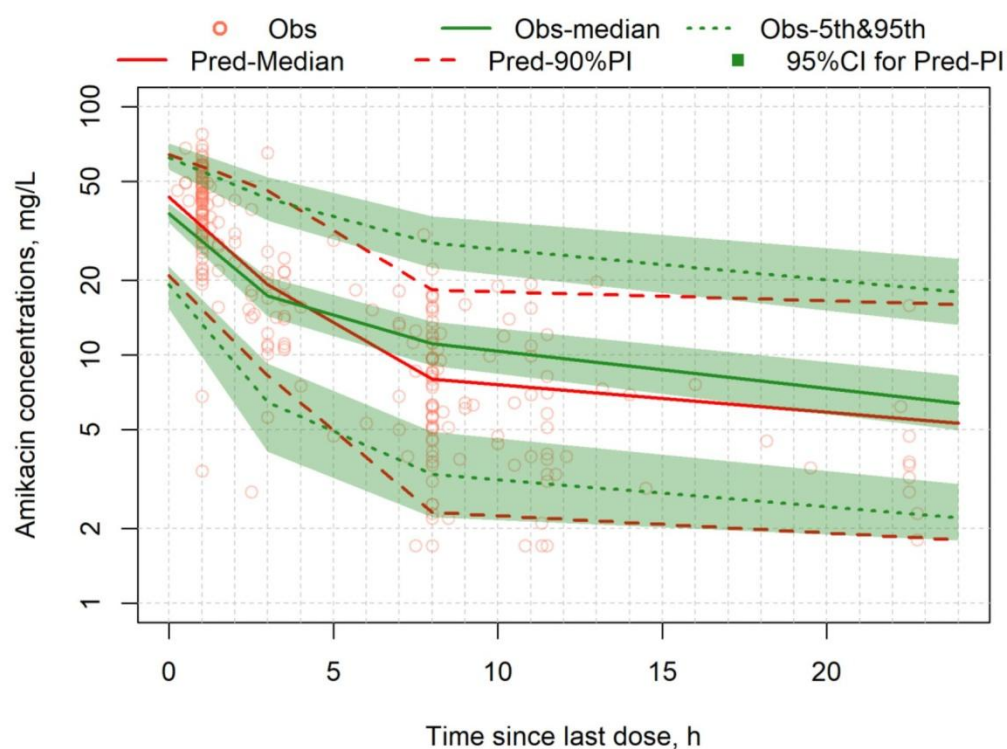 Obs Obs-median Obs-5th&95th
Pred-Median Pred-90%PI 95%CI for Pred-PI
100
50
20
10
5
2
1
Amikacin concentrations, mg/L
0 5 10 15 20
Time since last dose, h